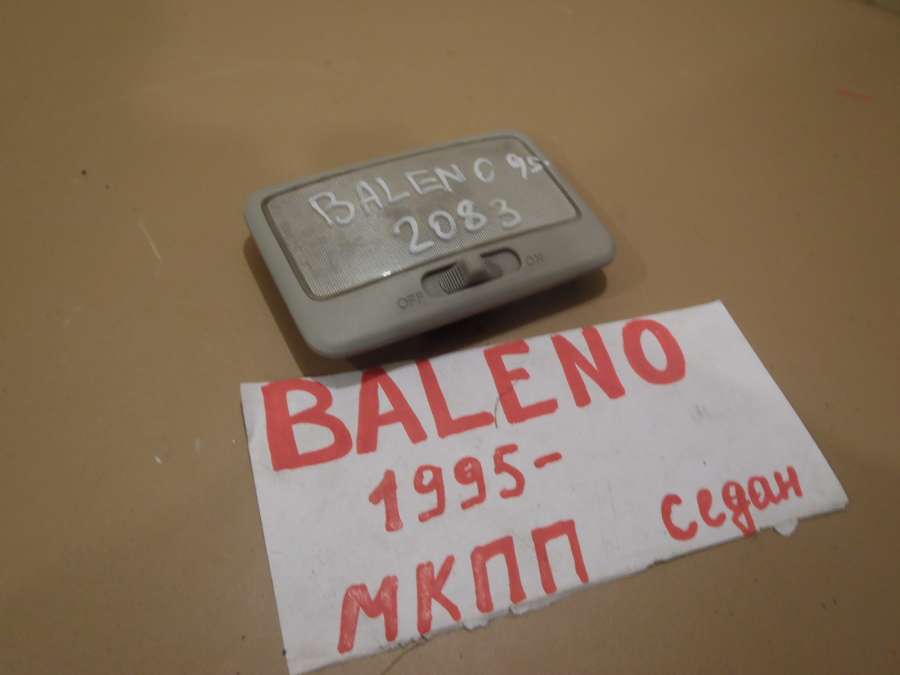 BALENO 95-
2083
OFF ON
BALENO
1995-
МКПП седан